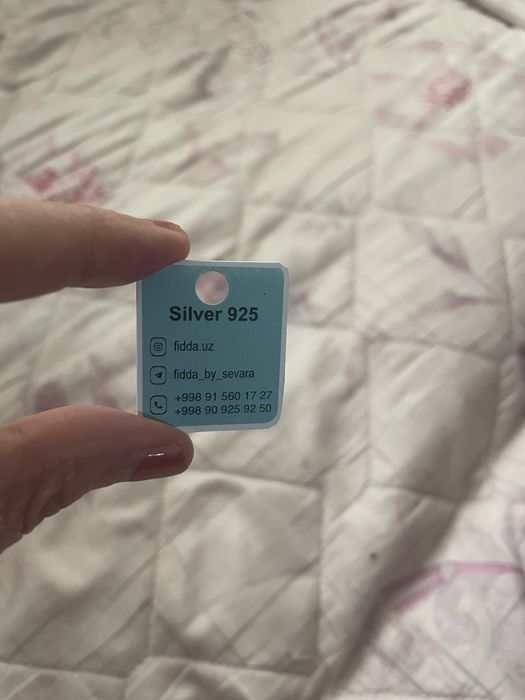 Silver 925
fidda.uz
fidda_by_sevara
+998 91 560 17 27
+998 90 925 92 50